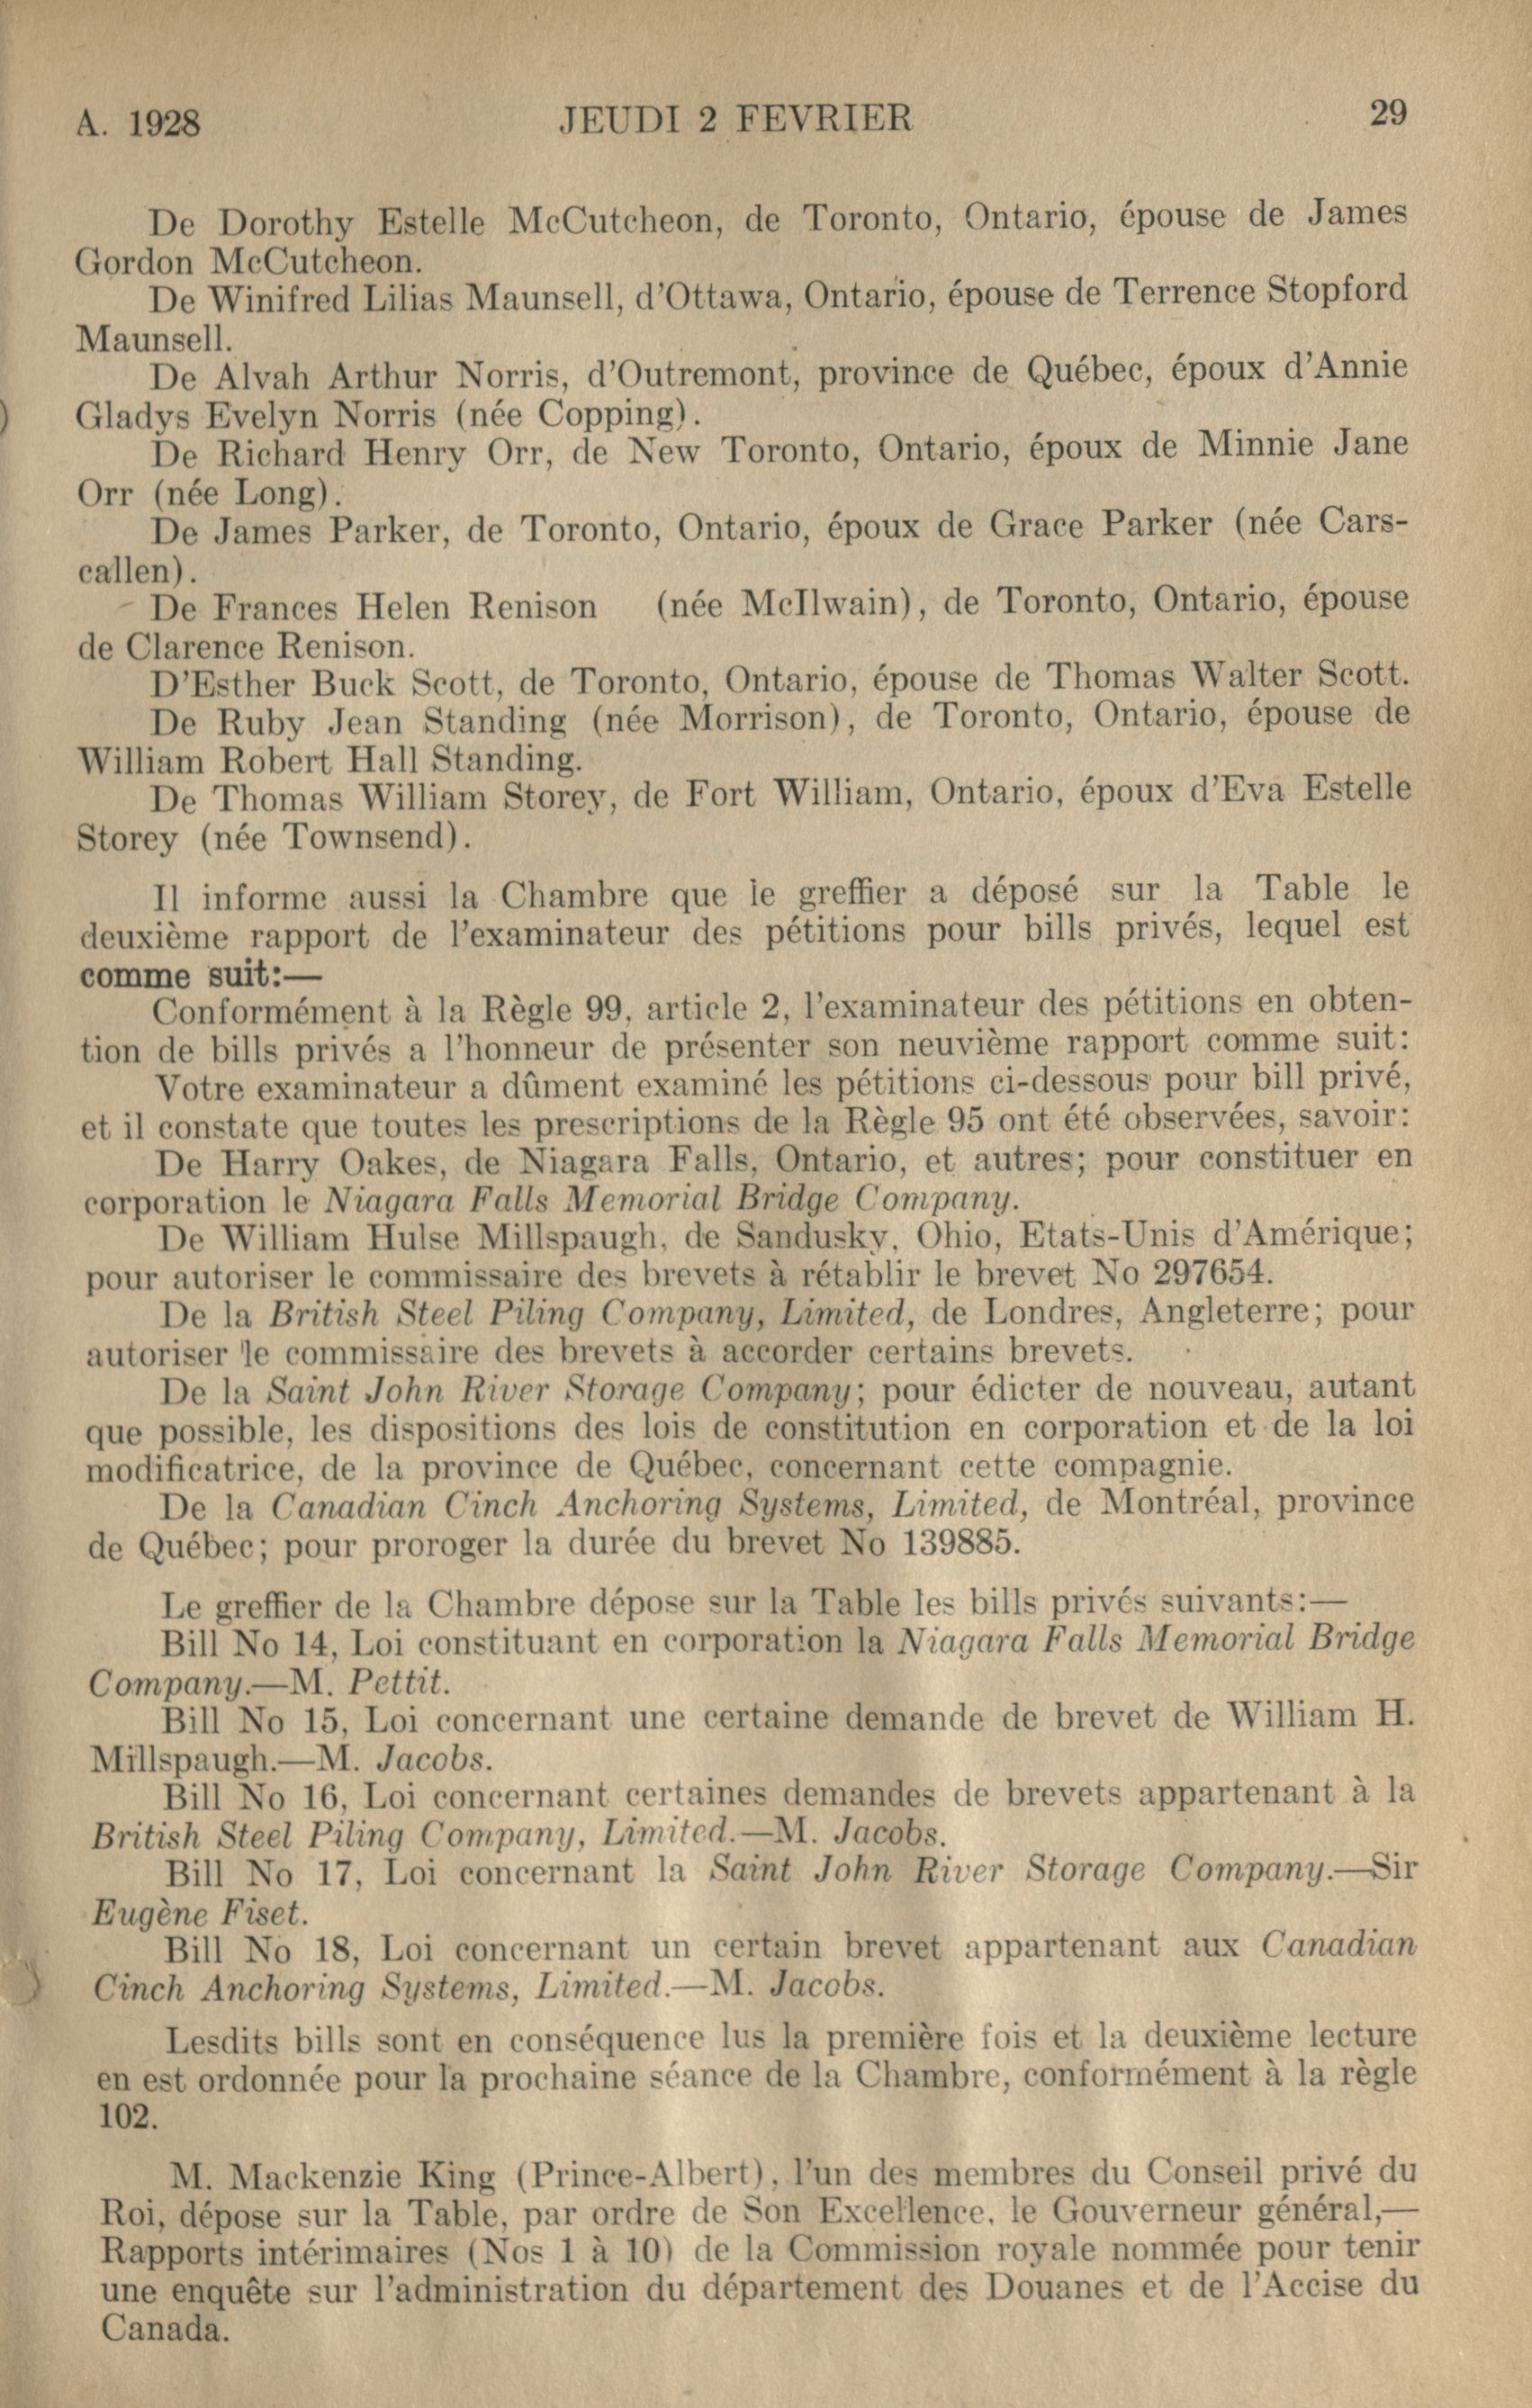 A. 1928 JEUDI 2 FEVRIER 29
De Dorothy Estelle McCutcheon, de Toronto, Ontario, épouse de James
Gordon McCutcheon.
De Winifred Lilias Maunsell, d'Ottawa, Ontario, épouse de Terrence Stopford
Maunsell.
De Alvah Arthur Norris, d'Outremont, province de Québec, époux d'Annie
Gladys Evelyn Norris (née Copping).
De Richard Henry Orr, de New Toronto, Ontario, époux de Minnie Jane
Orr (née Long).
De James Parker, de Toronto, Ontario, époux de Grace Parker (née Cars-
callen).
De Frances Helen Renison (née McIlwain), de Toronto, Ontario, épouse
de Clarence Renison.
D'Esther Buck Scott, de Toronto, Ontario, épouse de Thomas Walter Scott.
De Ruby Jean Standing (née Morrison), de Toronto, Ontario, épouse de
William Robert Hall Standing.
De Thomas William Storey, de Fort William, Ontario, époux d'Eva Estelle
Storey (née Townsend).
Il informe aussi la Chambre que le greffier a déposé sur la Table le
deuxième rapport de l'examinateur des pétitions pour bills privés, lequel est
comme suit:—
Conformément à la Règle 99, article 2, l'examinateur des pétitions en obten-
tion de bills privés a l'honneur de présenter son neuvième rapport comme suit:
Votre examinateur a dûment examiné les pétitions ci-dessous pour bill privé,
et il constate que toutes les prescriptions de la Règle 95 ont été observées, savoir:
De Harry Oakes, de Niagara Falls, Ontario, et autres; pour constituer en
corporation le Niagara Falls Memorial Bridge Company.
De William Hulse Millspaugh, de Sandusky, Ohio, Etats-Unis d'Amérique;
pour autoriser le commissaire des brevets à rétablir le brevet No 297654.
De la British Steel Piling Company, Limited, de Londres, Angleterre; pour
autoriser le commissaire des brevets à accorder certains brevets.
De la Saint John River Storage Company; pour édicter de nouveau, autant
que possible, les dispositions des lois de constitution en corporation et de la loi
modificatrice, de la province de Québec, concernant cette compagnie.
De la Canadian Cinch Anchoring Systems, Limited, de Montréal, province
de Québec; pour proroger la durée du brevet No 139885.
Le greffier de la Chambre dépose sur la Table les bills privés suivants:—
Bill No 14, Loi constituant en corporation la Niagara Falls Memorial Bridge
Company.—M. Pettit.
Bill No 15, Loi concernant une certaine demande de brevet de William H.
Millspaugh.—M. Jacobs.
Bill No 16, Loi concernant certaines demandes de brevets appartenant à la
British Steel Piling Company, Limited.—M. Jacobs.
Bill No 17, Loi concernant la Saint John River Storage Company.—Sir
Eugène Fiset.
Bill No 18, Loi concernant un certain brevet appartenant aux Canadian
Cinch Anchoring Systems, Limited.—M. Jacobs.
Lesdits bills sont en conséquence lus la première fois et la deuxième lecture
en est ordonnée pour la prochaine séance de la Chambre, conformément à la règle
102.
M. Mackenzie King (Prince-Albert), l'un des membres du Conseil privé du
Roi, dépose sur la Table, par ordre de Son Excellence, le Gouverneur général,—
Rapports intérimaires (Nos 1 à 10) de la Commission royale nommée pour tenir
une enquête sur l'administration du département des Douanes et de l'Accise du
Canada.